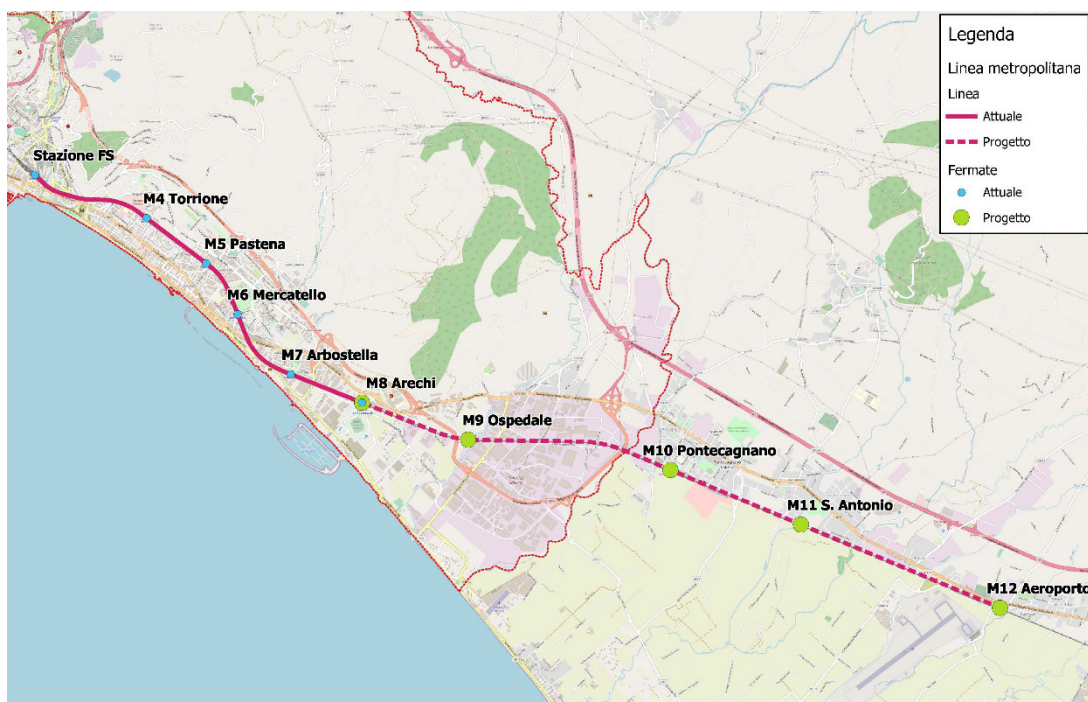 Legenda
Linea metropolitana
Linea
Attuale
Progetto
Fermate
Attuale
Progetto
Stazione FS
M4 Torrione
M5 Pastena
M6 Mercatello
M7 Arbostella
M8 Arechi
M9 Ospedale
M10 Pontecagnano
M11 S. Antonio
M12 Aeroporto